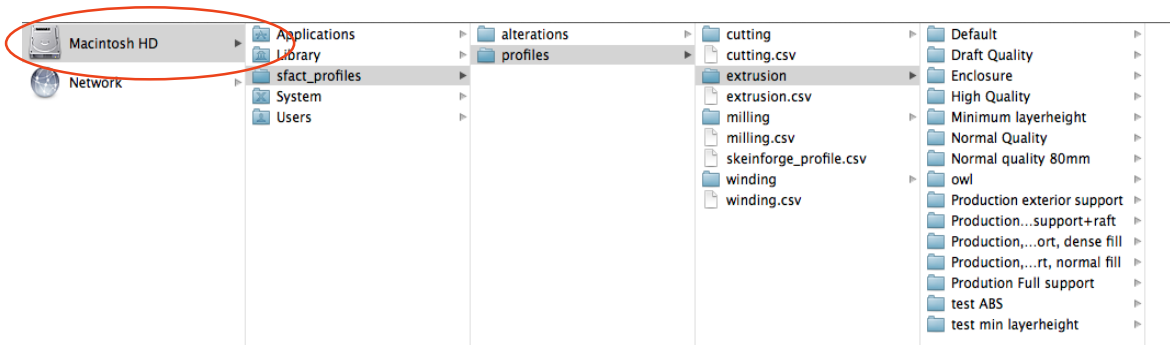 Macintosh HD
Network
Applications
Library
sfact_profiles
System
Users
alterations
profiles
cutting
cutting.csv
extrusion
extrusion.csv
milling
milling.csv
skeinforge_profile.csv
winding
winding.csv
Default
Draft Quality
Enclosure
High Quality
Minimum layerheight
Normal Quality
Normal quality 80mm
owl
Production exterior support
Production...support+raft
Production,...ort, dense fill
Production,...rt, normal fill
Prodution Full support
test ABS
test min layerheight